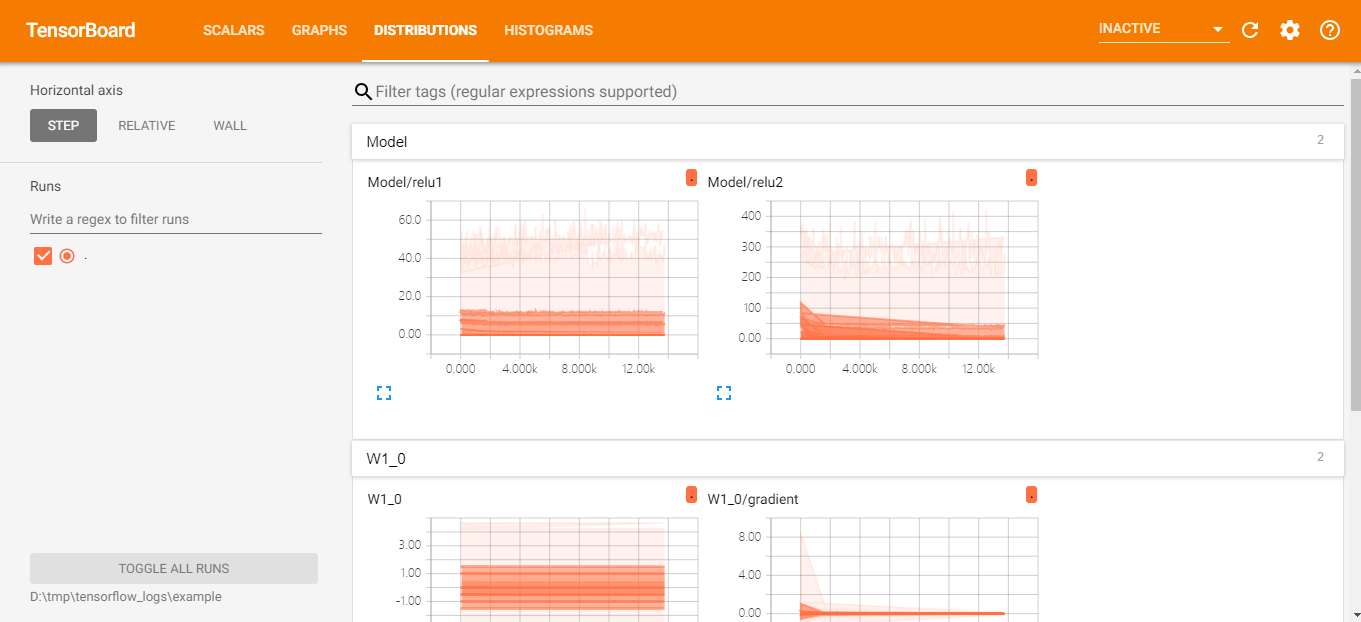 TensorBoard SCALARS GRAPHS DISTRIBUTIONS HISTOGRAMS INACTIVE
Horizontal axis
STEP RELATIVE WALL
Runs
Write a regex to filter runs
.
TOGGLE ALL RUNS
D:\tmp\tensorflow_logs\example
Filter tags (regular expressions supported)
Model 2
Model/relu1 .
60.0
40.0
20.0
0.00
0.000 4.000k 8.000k 12.00k
Model/relu2 .
400
300
200
100
0.00
0.000 4.000k 8.000k 12.00k
W1_0 2
W1_0 .
3.00
1.00
-1.00
W1_0/gradient .
8.00
4.00
0.00